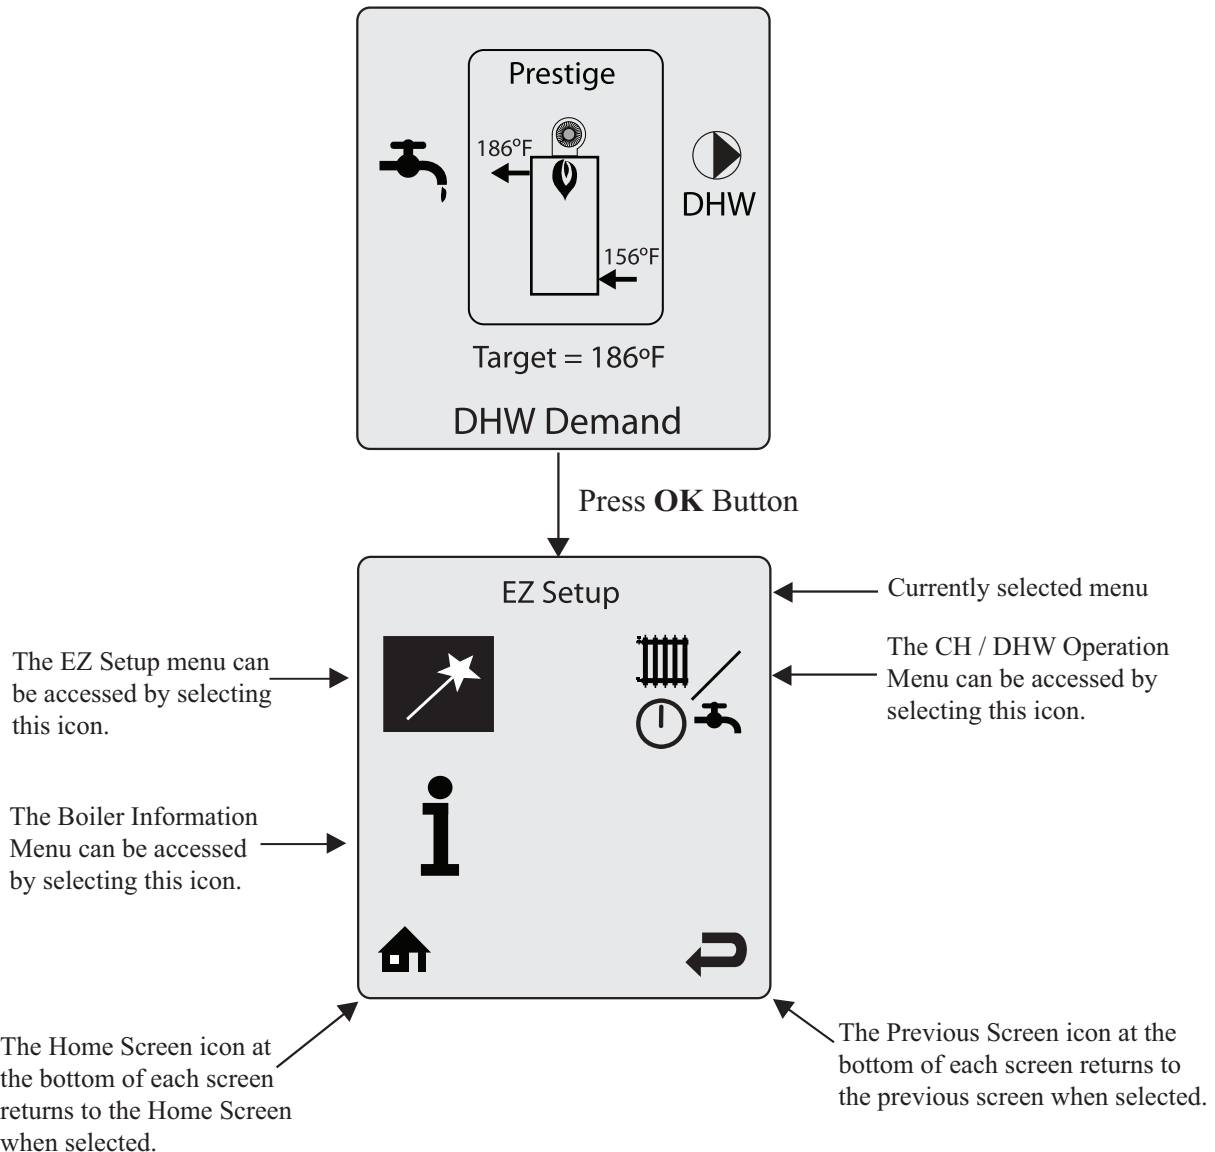 Prestige
186ºF
DHW
156ºF
Target = 186ºF
DHW Demand
Press OK Button
EZ Setup
Currently selected menu
The EZ Setup menu can
be accessed by selecting
this icon.
The CH / DHW Operation
Menu can be accessed by
selecting this icon.
The Boiler Information
Menu can be accessed
by selecting this icon.
The Home Screen icon at
the bottom of each screen
returns to the Home Screen
when selected.
The Previous Screen icon at the
bottom of each screen returns to
the previous screen when selected.